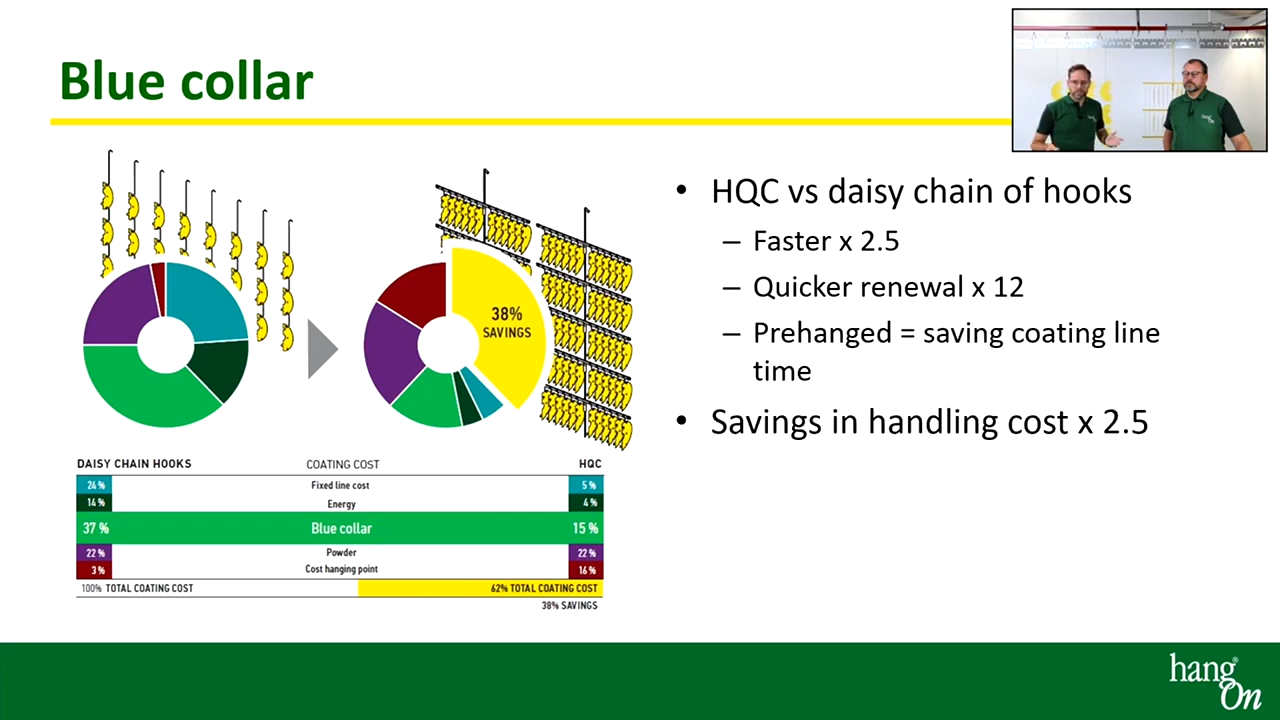 Blue collar
hangOn
38%
SAVINGS
DAISY CHAIN HOOKS COATING COST HQC
24 % Fixed line cost 5 %
14 % Energy 4 %
37 % Blue collar 15 %
22 % Powder 22 %
3 % Cost hanging point 16 %
100% TOTAL COATING COST 62% TOTAL COATING COST
38% SAVINGS
• HQC vs daisy chain of hooks
– Faster x 2.5
– Quicker renewal x 12
– Prehanged = saving coating line
time
• Savings in handling cost x 2.5
hang®
On